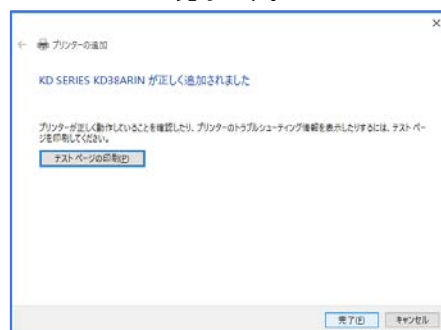 プリンターの追加
KD SERIES KD38ARIN が正しく追加されました
プリンターが正しく動作していることを確認したり、プリンターのトラブルシューティング情報を表示したりするには、テスト ペー
ジを印刷してください。
テスト ページの印刷(P)
完了(F)
キャンセル